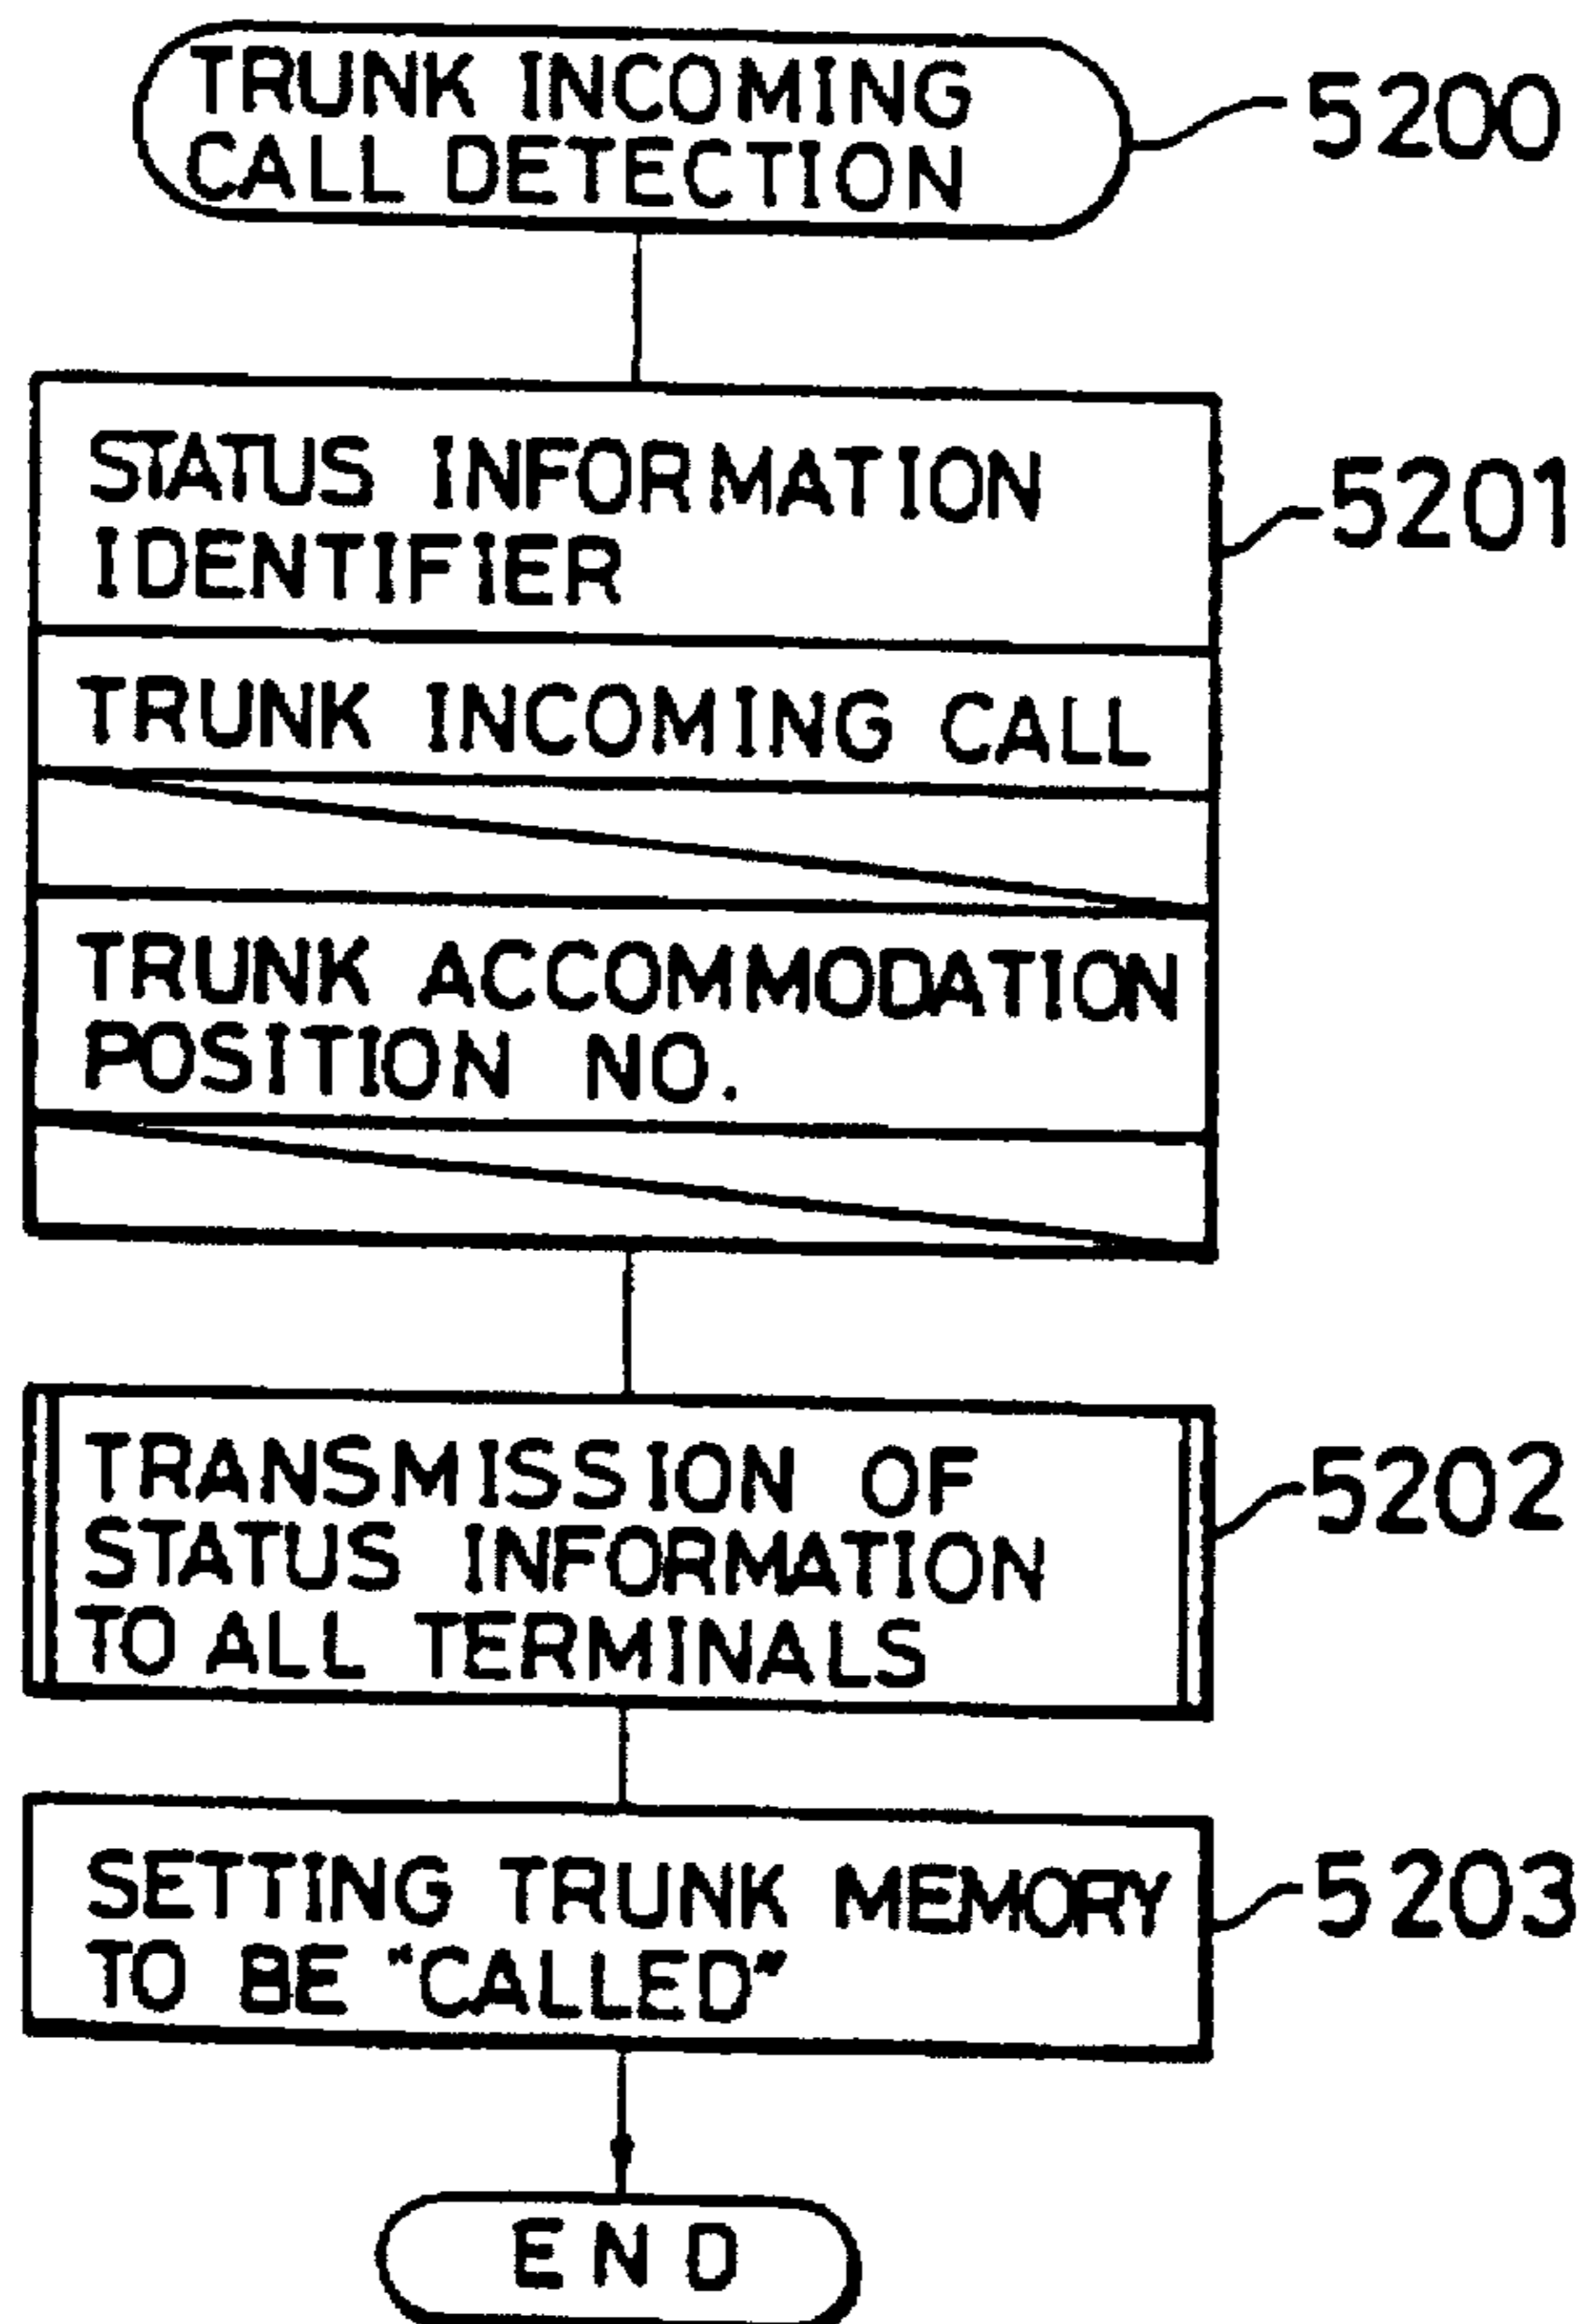 TRUNK INCOMING
CALL DETECTION
5200
STATUS INFORMATION
IDENTIFIER
5201
TRUNK INCOMING CALL
TRUNK ACCOMMODATION
POSITION NO.
TRANSMISSION OF
STATUS INFORMATION
TO ALL TERMINALS
5202
SETTING TRUNK MEMORY
TO BE "CALLED"
5203
END